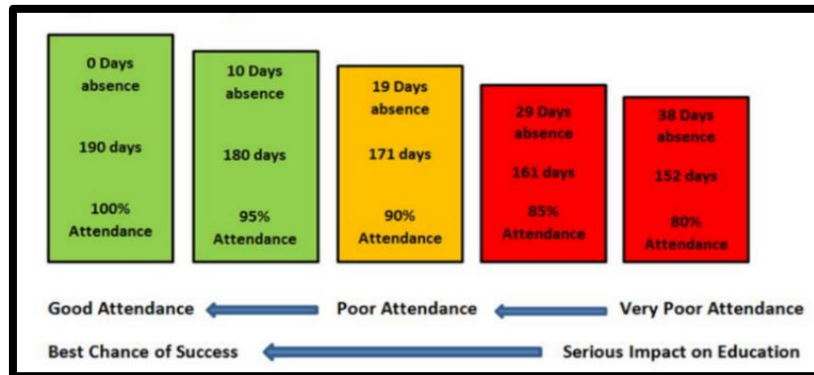 0 Days
absence
190 days
100%
Attendance
10 Days
absence
180 days
95%
Attendance
19 Days
absence
171 days
90%
Attendance
29 Days
absence
161 days
85%
Attendance
38 Days
absence
152 days
80%
Attendance
Good Attendance
Poor Attendance
Very Poor Attendance
Best Chance of Success
Serious Impact on Education